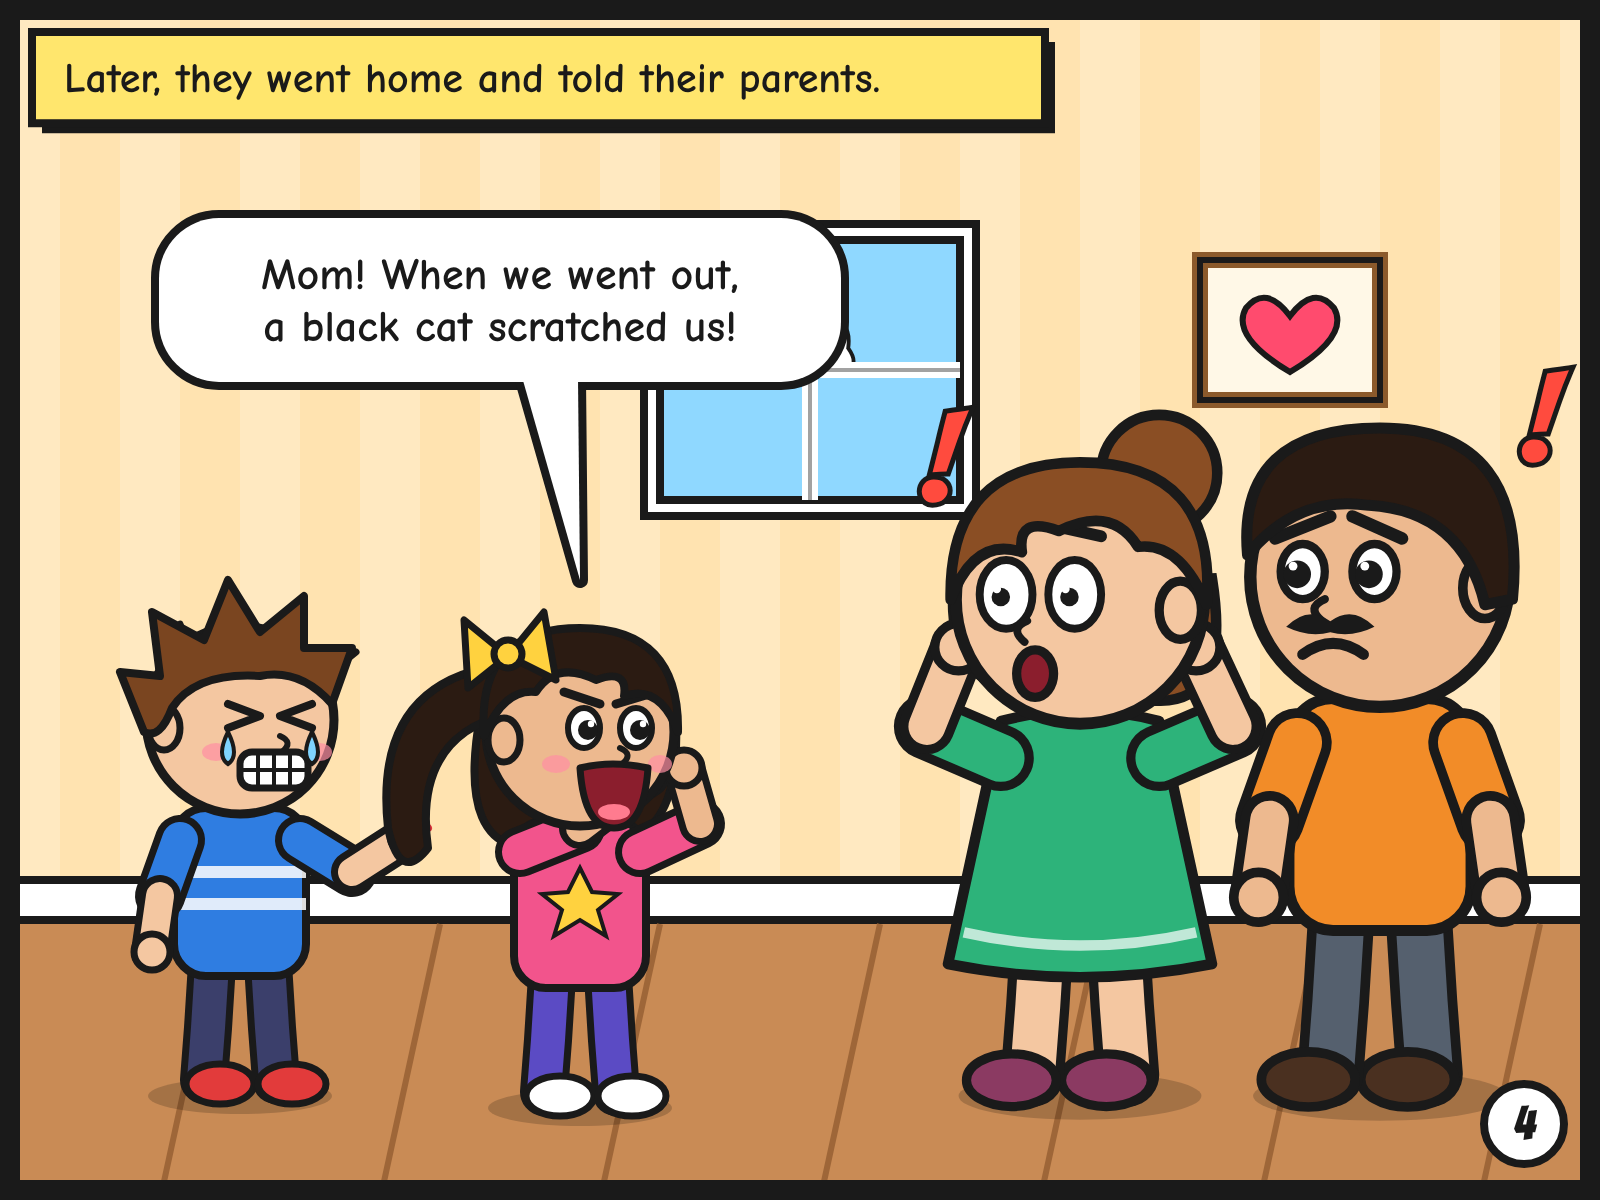 Later, they went home and told their parents.
Mom! When we went out,
a black cat scratched us!
!
!
4